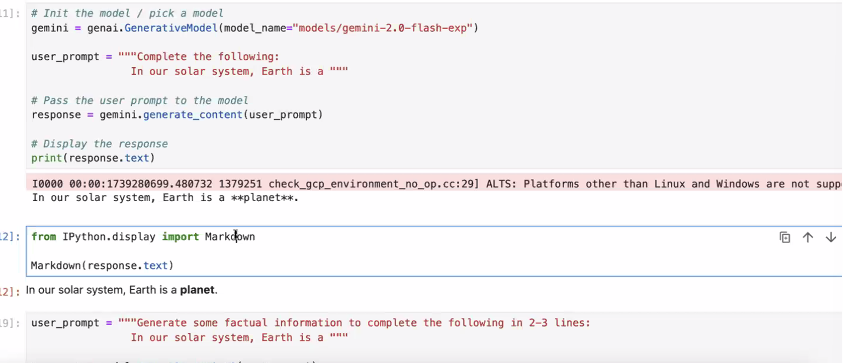 11]:
# Init the model / pick a model
gemini = genai.GenerativeModel(model_name="models/gemini-2.0-flash-exp")
user_prompt = """Complete the following:
In our solar system, Earth is a """
# Pass the user prompt to the model
response = gemini.generate_content(user_prompt)
# Display the response
print(response.text)
I0000 00:00:1739280699.480732 1379251 check_gcp_environment_no_op.cc:29] ALTS: Platforms other than Linux and Windows are not supp
In our solar system, Earth is a **planet**.
12]:
from IPython.display import Markdown
Markdown(response.text)
12]:
In our solar system, Earth is a planet.
19]:
user_prompt = """Generate some factual information to complete the following in 2-3 lines:
In our solar system, Earth is a """